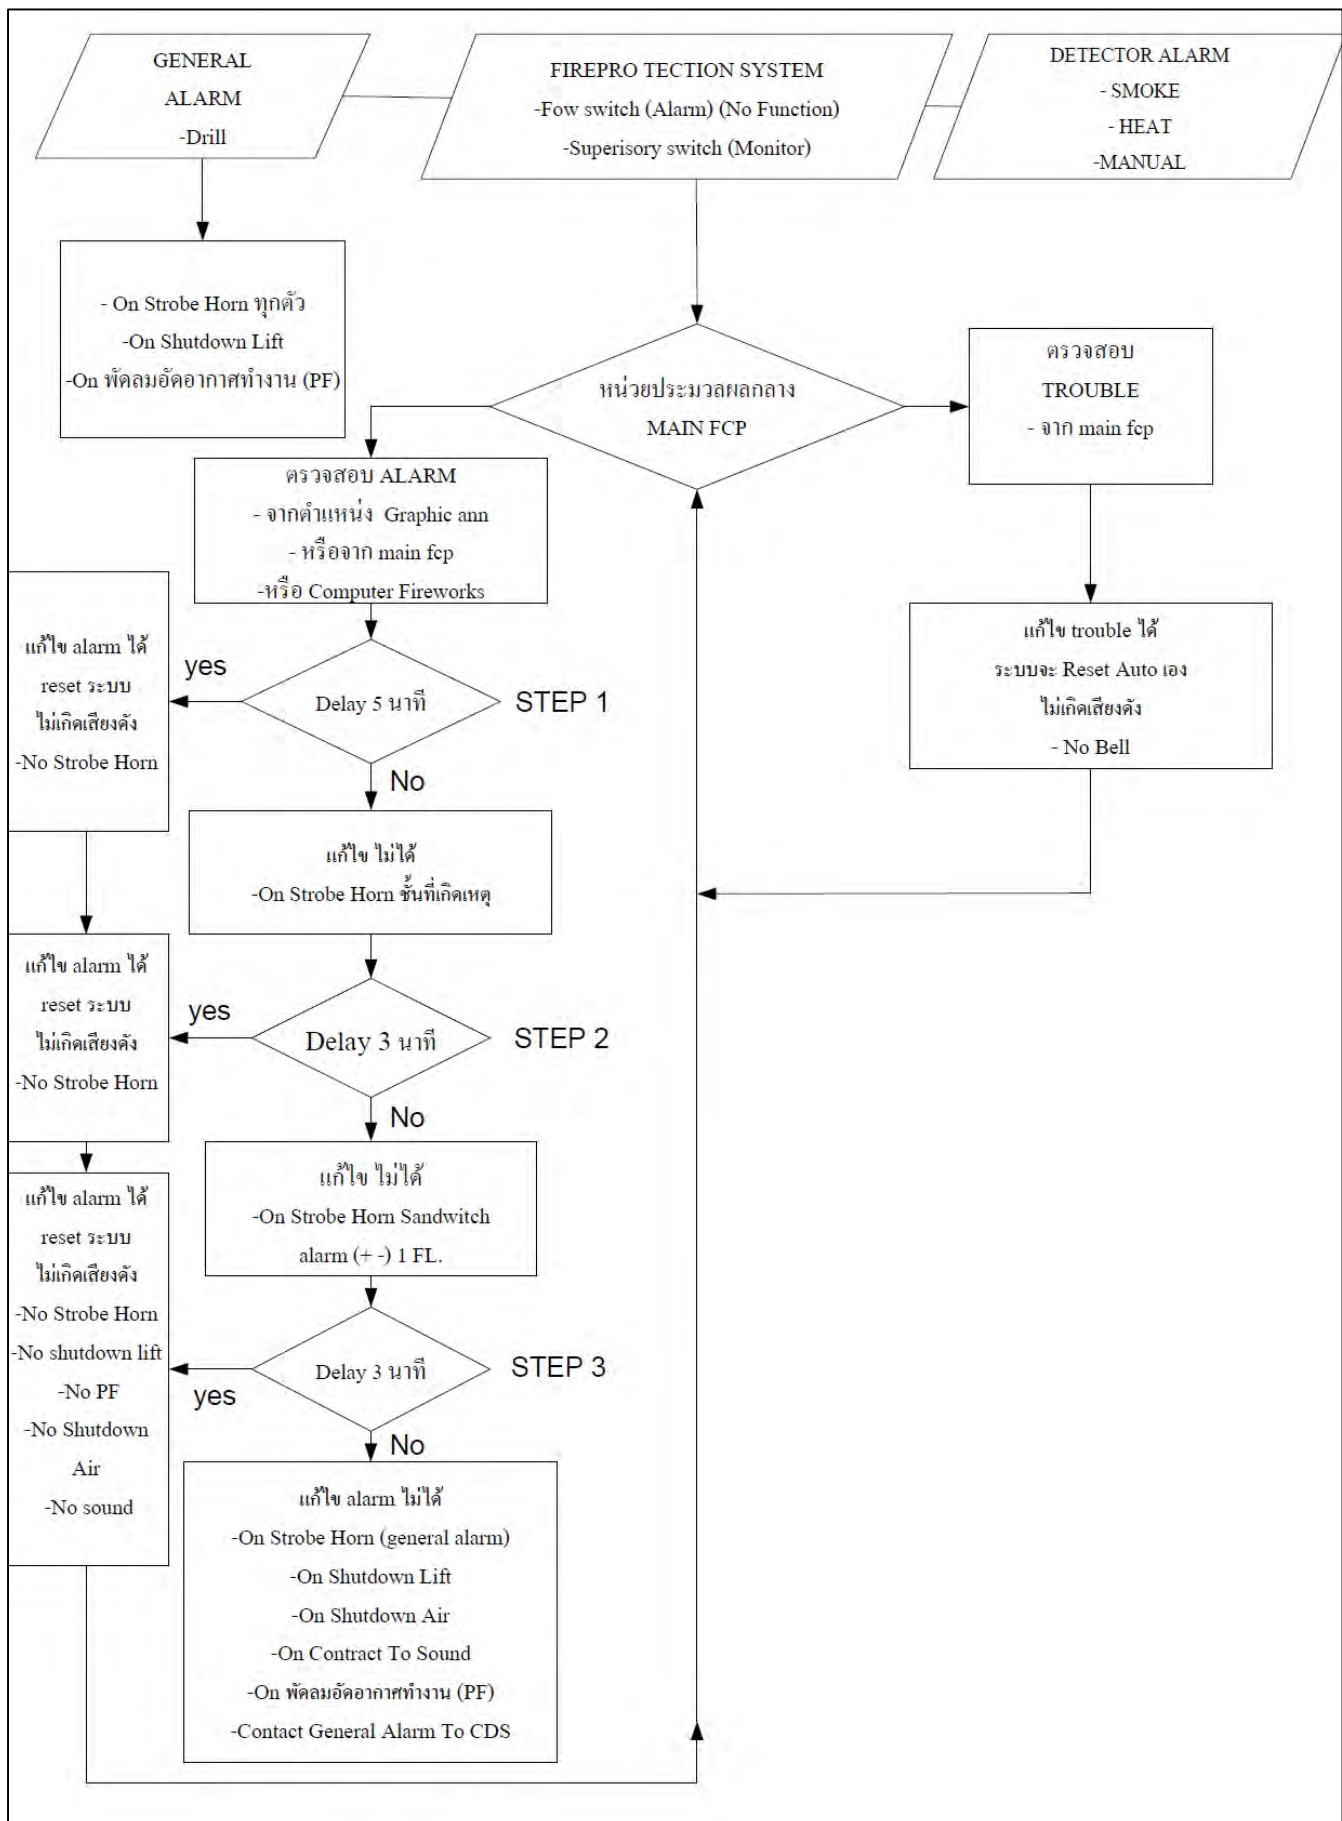 GENERAL
ALARM
-Drill
FIREPRO TECTION SYSTEM
-Fow switch (Alarm) (No Function)
-Superisory switch (Monitor)
DETECTOR ALARM
- SMOKE
- HEAT
-MANUAL
- On Strobe Horn ทุกตัว
-On Shutdown Lift
-On พัดลมอัดอากาศทำงาน (PF)
หน่วยประมวลผลกลาง
MAIN FCP
ตรวจสอบ
TROUBLE
- จาก main fcp
ตรวจสอบ ALARM
- จากตำแหน่ง Graphic ann
- หรือจาก main fcp
-หรือ Computer Fireworks
แก้ไข alarm ได้
reset ระบบ
ไม่เกิดเสียงดัง
-No Strobe Horn
yes
Delay 5 นาที
STEP 1
No
แก้ไข trouble ได้
ระบบจะ Reset Auto เอง
ไม่เกิดเสียงดัง
- No Bell
แก้ไข ไม่ได้
-On Strobe Horn ชั้นที่เกิดเหตุ
แก้ไข alarm ได้
reset ระบบ
ไม่เกิดเสียงดัง
-No Strobe Horn
yes
Delay 3 นาที
STEP 2
No
แก้ไข ไม่ได้
-On Strobe Horn Sandwitch
alarm (+ -) 1 FL.
แก้ไข alarm ได้
reset ระบบ
ไม่เกิดเสียงดัง
-No Strobe Horn
-No shutdown lift
-No PF
-No Shutdown
Air
-No sound
yes
Delay 3 นาที
STEP 3
No
แก้ไข alarm ไม่ได้
-On Strobe Horn (general alarm)
-On Shutdown Lift
-On Shutdown Air
-On Contract To Sound
-On พัดลมอัดอากาศทำงาน (PF)
-Contact General Alarm To CDS